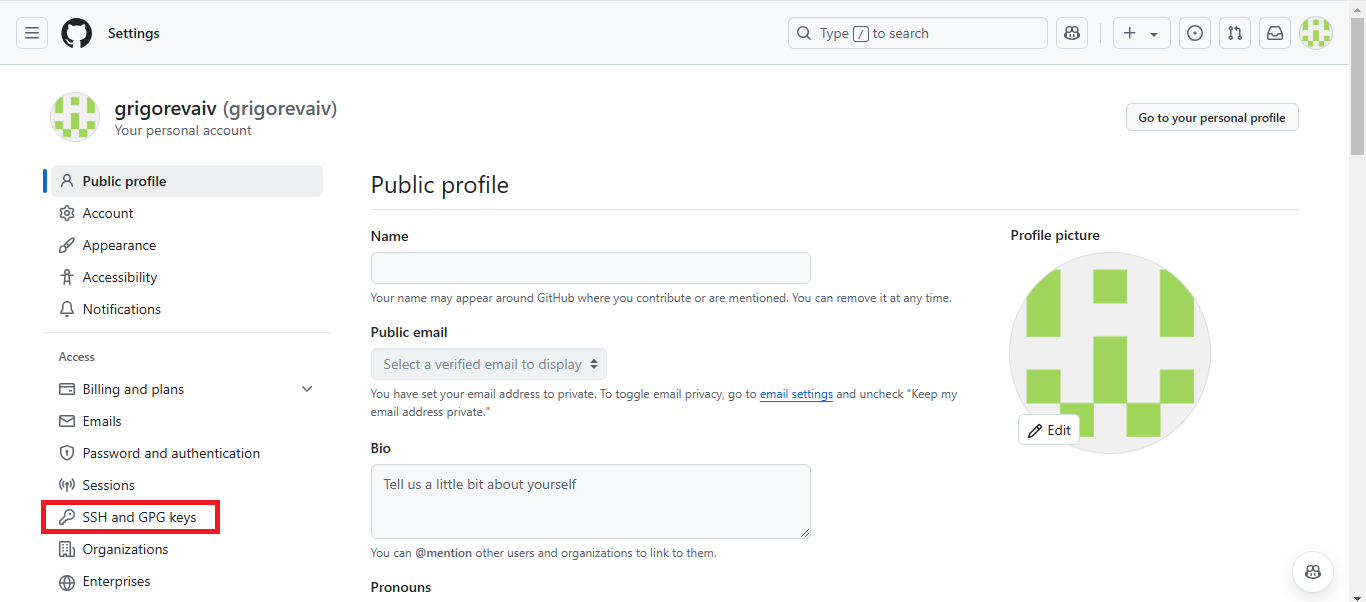 Settings
Type / to search
grigorevaiv (grigorevaiv)
Your personal account
Go to your personal profile
Public profile
Account
Appearance
Accessibility
Notifications
Access
Billing and plans
Emails
Password and authentication
Sessions
SSH and GPG keys
Organizations
Enterprises
Public profile
Name
Your name may appear around GitHub where you contribute or are mentioned. You can remove it at any time.
Public email
Select a verified email to display
You have set your email address to private. To toggle email privacy, go to email settings and uncheck "Keep my
email address private."
Bio
Tell us a little bit about yourself
You can @mention other users and organizations to link to them.
Pronouns
Profile picture
Edit